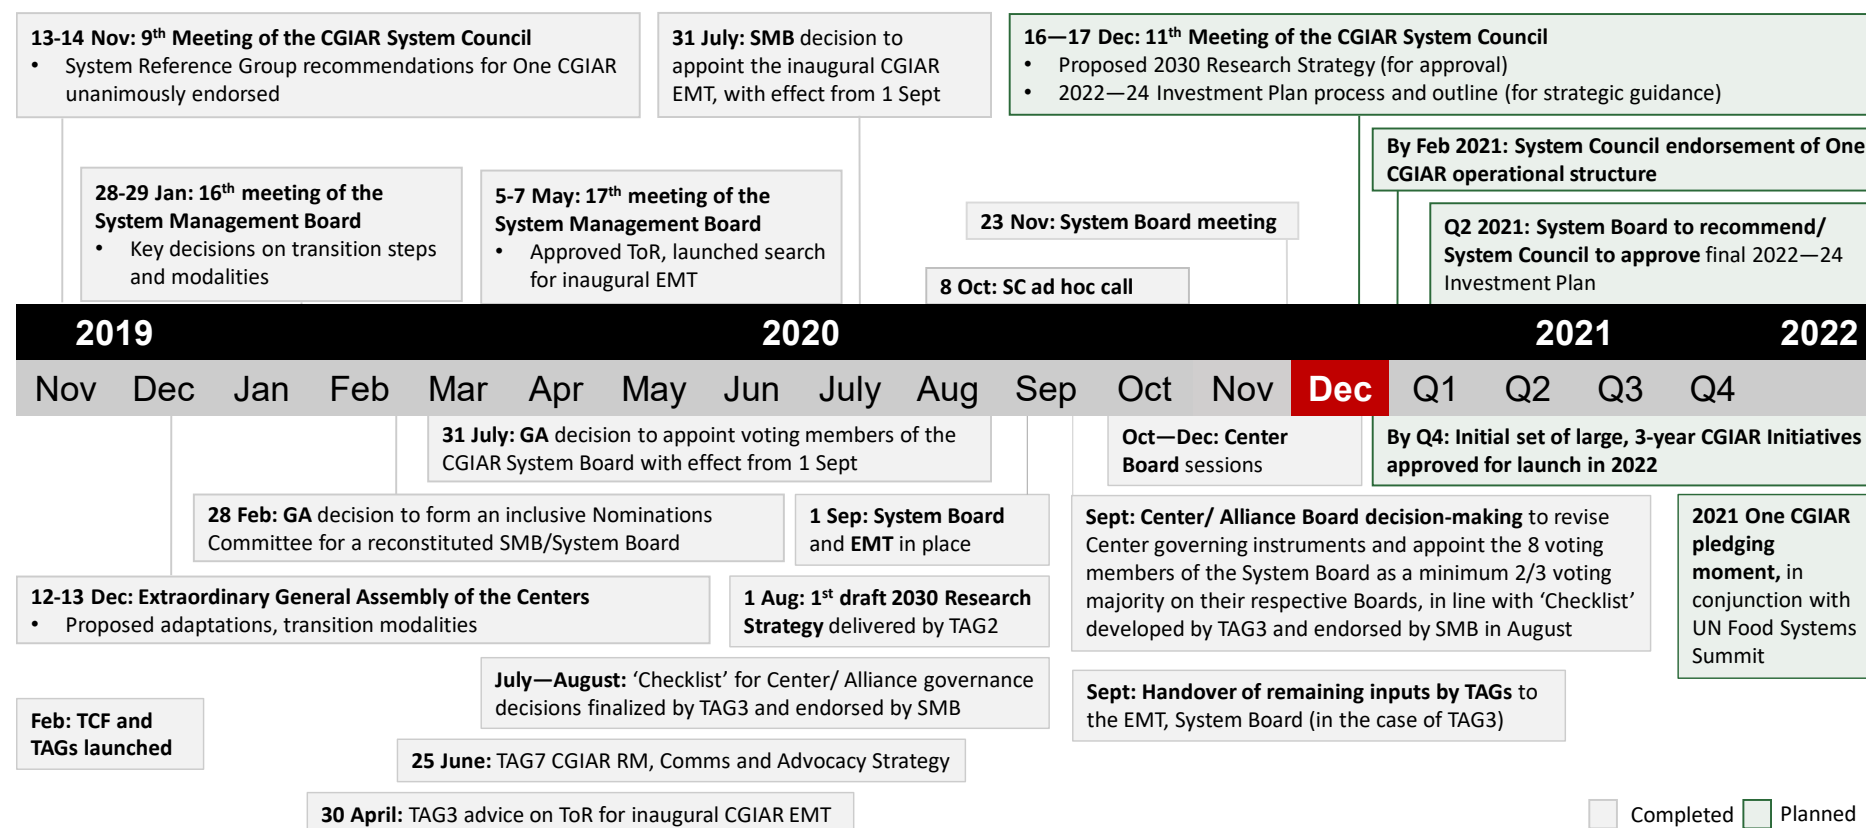 13-14 Nov: 9th Meeting of the CGIAR System Council
• System Reference Group recommendations for One CGIAR
unanimously endorsed
31 July: SMB decision to
appoint the inaugural CGIAR
EMT, with effect from 1 Sept
16—17 Dec: 11th Meeting of the CGIAR System Council
• Proposed 2030 Research Strategy (for approval)
• 2022—24 Investment Plan process and outline (for strategic guidance)
By Feb 2021: System Council endorsement of One
CGIAR operational structure
28-29 Jan: 16th meeting of the
System Management Board
• Key decisions on transition steps
and modalities
5-7 May: 17th meeting of the
System Management Board
• Approved ToR, launched search
for inaugural EMT
23 Nov: System Board meeting
8 Oct: SC ad hoc call
Q2 2021: System Board to recommend/
System Council to approve final 2022—24
Investment Plan
2019 2020 2021 2022
Nov Dec Jan Feb Mar Apr May Jun July Aug Sep Oct Nov Dec Q1 Q2 Q3 Q4
31 July: GA decision to appoint voting members of the
CGIAR System Board with effect from 1 Sept
Oct—Dec: Center
Board sessions
By Q4: Initial set of large, 3-year CGIAR Initiatives
approved for launch in 2022
28 Feb: GA decision to form an inclusive Nominations
Committee for a reconstituted SMB/System Board
1 Sep: System Board
and EMT in place
Sept: Center/ Alliance Board decision-making to revise
Center governing instruments and appoint the 8 voting
members of the System Board as a minimum 2/3 voting
majority on their respective Boards, in line with ‘Checklist’
developed by TAG3 and endorsed by SMB in August
2021 One CGIAR
pledging
moment, in
conjunction with
UN Food Systems
Summit
12-13 Dec: Extraordinary General Assembly of the Centers
• Proposed adaptations, transition modalities
1 Aug: 1st draft 2030 Research
Strategy delivered by TAG2
July—August: ‘Checklist’ for Center/ Alliance governance
decisions finalized by TAG3 and endorsed by SMB
Sept: Handover of remaining inputs by TAGs to
the EMT, System Board (in the case of TAG3)
Feb: TCF and
TAGs launched
25 June: TAG7 CGIAR RM, Comms and Advocacy Strategy
30 April: TAG3 advice on ToR for inaugural CGIAR EMT
Completed Planned